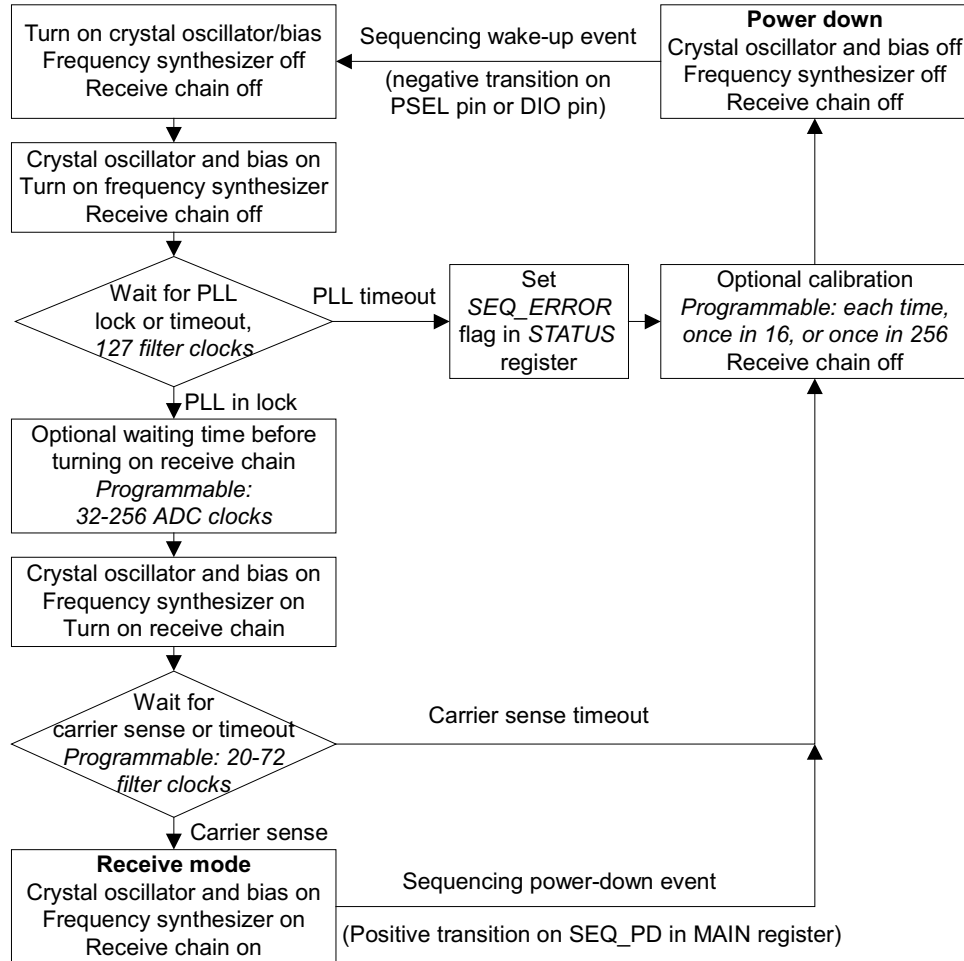 Turn on crystal oscillator/bias
Frequency synthesizer off
Receive chain off
Sequencing wake-up event
(negative transition on
PSEL pin or DIO pin)
Power down
Crystal oscillator and bias off
Frequency synthesizer off
Receive chain off
Crystal oscillator and bias on
Turn on frequency synthesizer
Receive chain off
Wait for PLL
lock or timeout,
127 filter clocks
PLL timeout
Set
SEQ_ERROR
flag in STATUS
register
Optional calibration
Programmable: each time,
once in 16, or once in 256
Receive chain off
PLL in lock
Optional waiting time before
turning on receive chain
Programmable:
32-256 ADC clocks
Crystal oscillator and bias on
Frequency synthesizer on
Turn on receive chain
Wait for
carrier sense or timeout
Programmable: 20-72
filter clocks
Carrier sense timeout
Carrier sense
Receive mode
Crystal oscillator and bias on
Frequency synthesizer on
Receive chain on
Sequencing power-down event
(Positive transition on SEQ_PD in MAIN register)